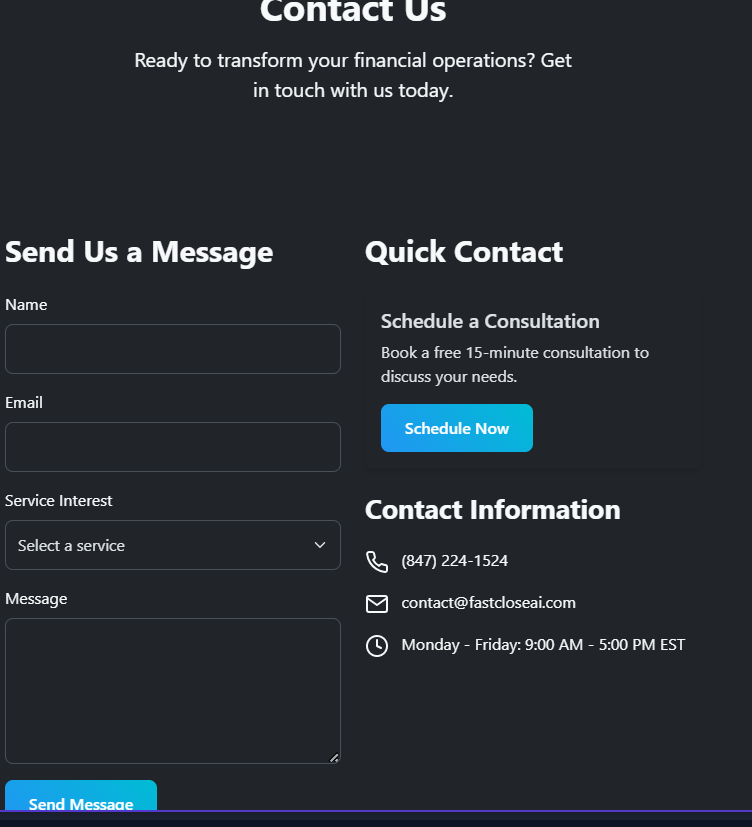 Contact Us
Ready to transform your financial operations? Get
in touch with us today.
Send Us a Message
Name
Email
Service Interest
Select a service
Message
Send Message
Quick Contact
Schedule a Consultation
Book a free 15-minute consultation to
discuss your needs.
Schedule Now
Contact Information
(847) 224-1524
contact@fastcloseai.com
Monday - Friday: 9:00 AM - 5:00 PM EST